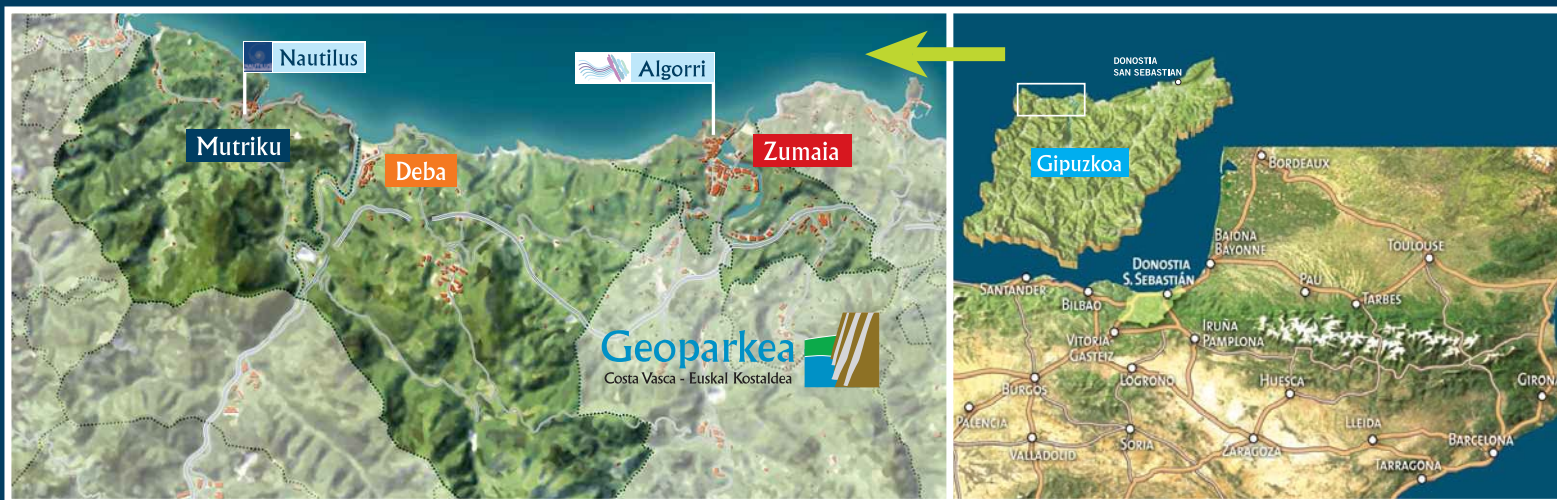 Nautilus
NAUTILUS
Algorri
Mutriku
Deba
Zumaia
Geoparkea
Costa Vasca - Euskal Kostaldea
DONOSTIA
SAN SEBASTIAN
Gipuzkoa
BORDEAUX
BAIONA
BAYONNE
TOULOUSE
DONOSTIA
S. SEBASTIÁN
PAU
TARBES
SANTANDER
BILBAO
VITORIA-
GASTEIZ
IRUÑA
PAMPLONA
BURGOS
LOGROÑO
HUESCA
GIRONA
PALENCIA
SORIA
LLEIDA
VALLADOLID
ZARAGOZA
BARCELONA
TARRAGONA